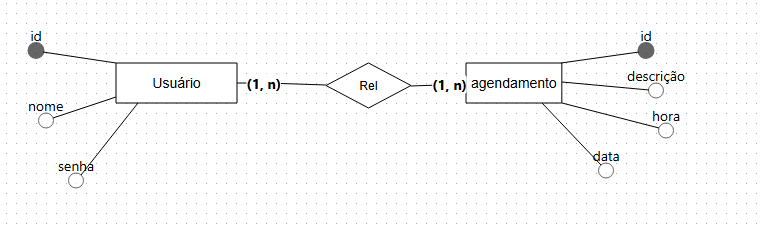 id
nome
senha
Usuário
(1, n)
Rel
(1, n)
agendamento
id
descrição
hora
data